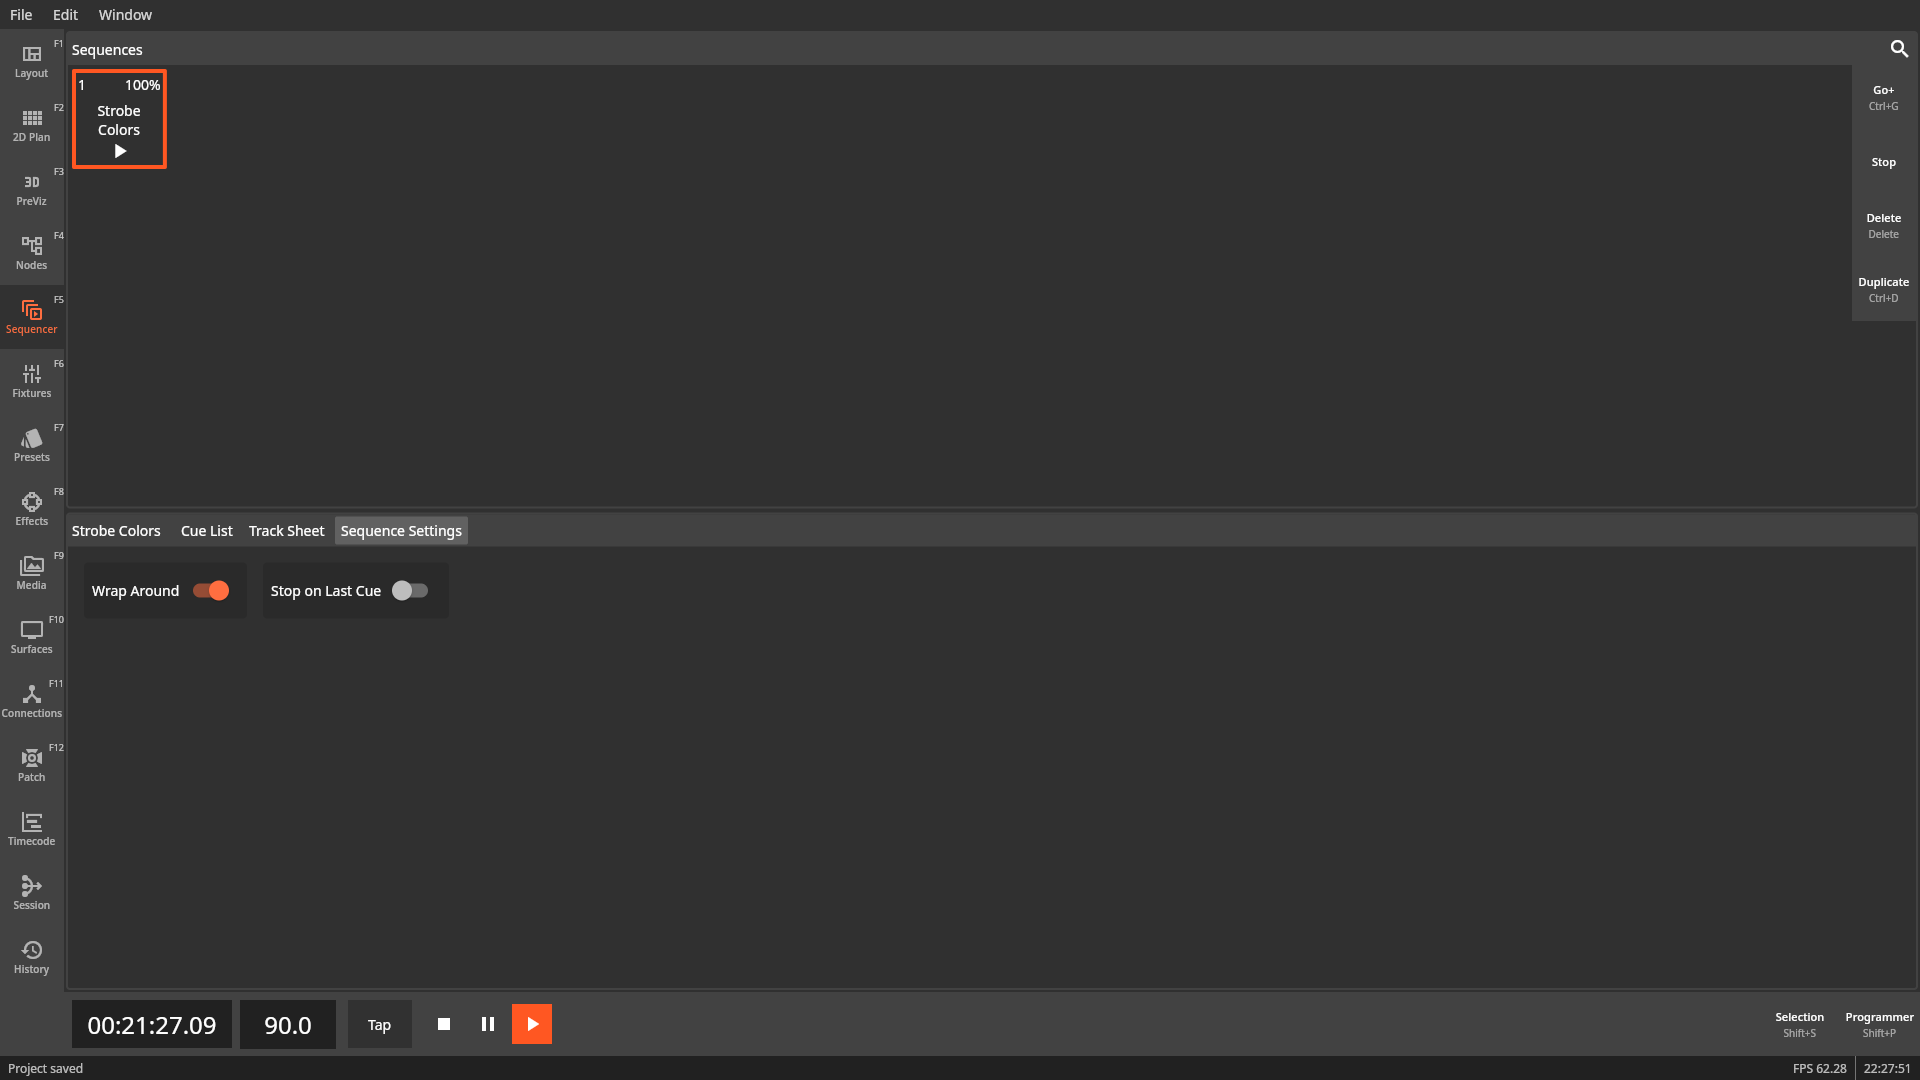 File Edit Window
F1
Layout
F2
2D Plan
F3
3D
PreViz
F4
Nodes
F5
Sequencer
F6
Fixtures
F7
Presets
F8
Effects
F9
Media
F10
Surfaces
F11
Connections
F12
Patch
Timecode
Session
History
Sequences
1 100%
Strobe
Colors
Go+
Ctrl+G
Stop
Delete
Delete
Duplicate
Ctrl+D
Strobe Colors Cue List Track Sheet Sequence Settings
Wrap Around Stop on Last Cue
00:21:27.09 90.0 Tap
Selection
Shift+S
Programmer
Shift+P
Project saved FPS 62.28 22:27:51